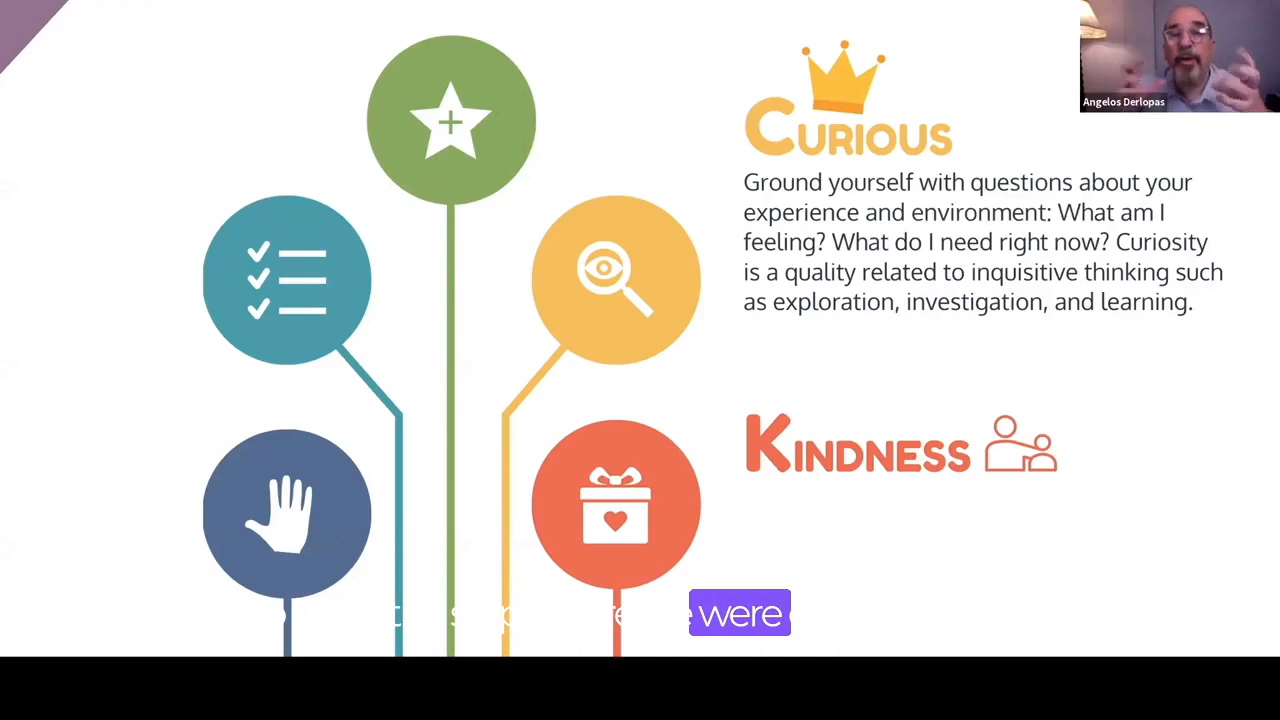 Angelos Derlopas
CURIOUS
Ground yourself with questions about your
experience and environment: What am I
feeling? What do I need right now? Curiosity
is a quality related to inquisitive thinking such
as exploration, investigation, and learning.
KINDNESS
were